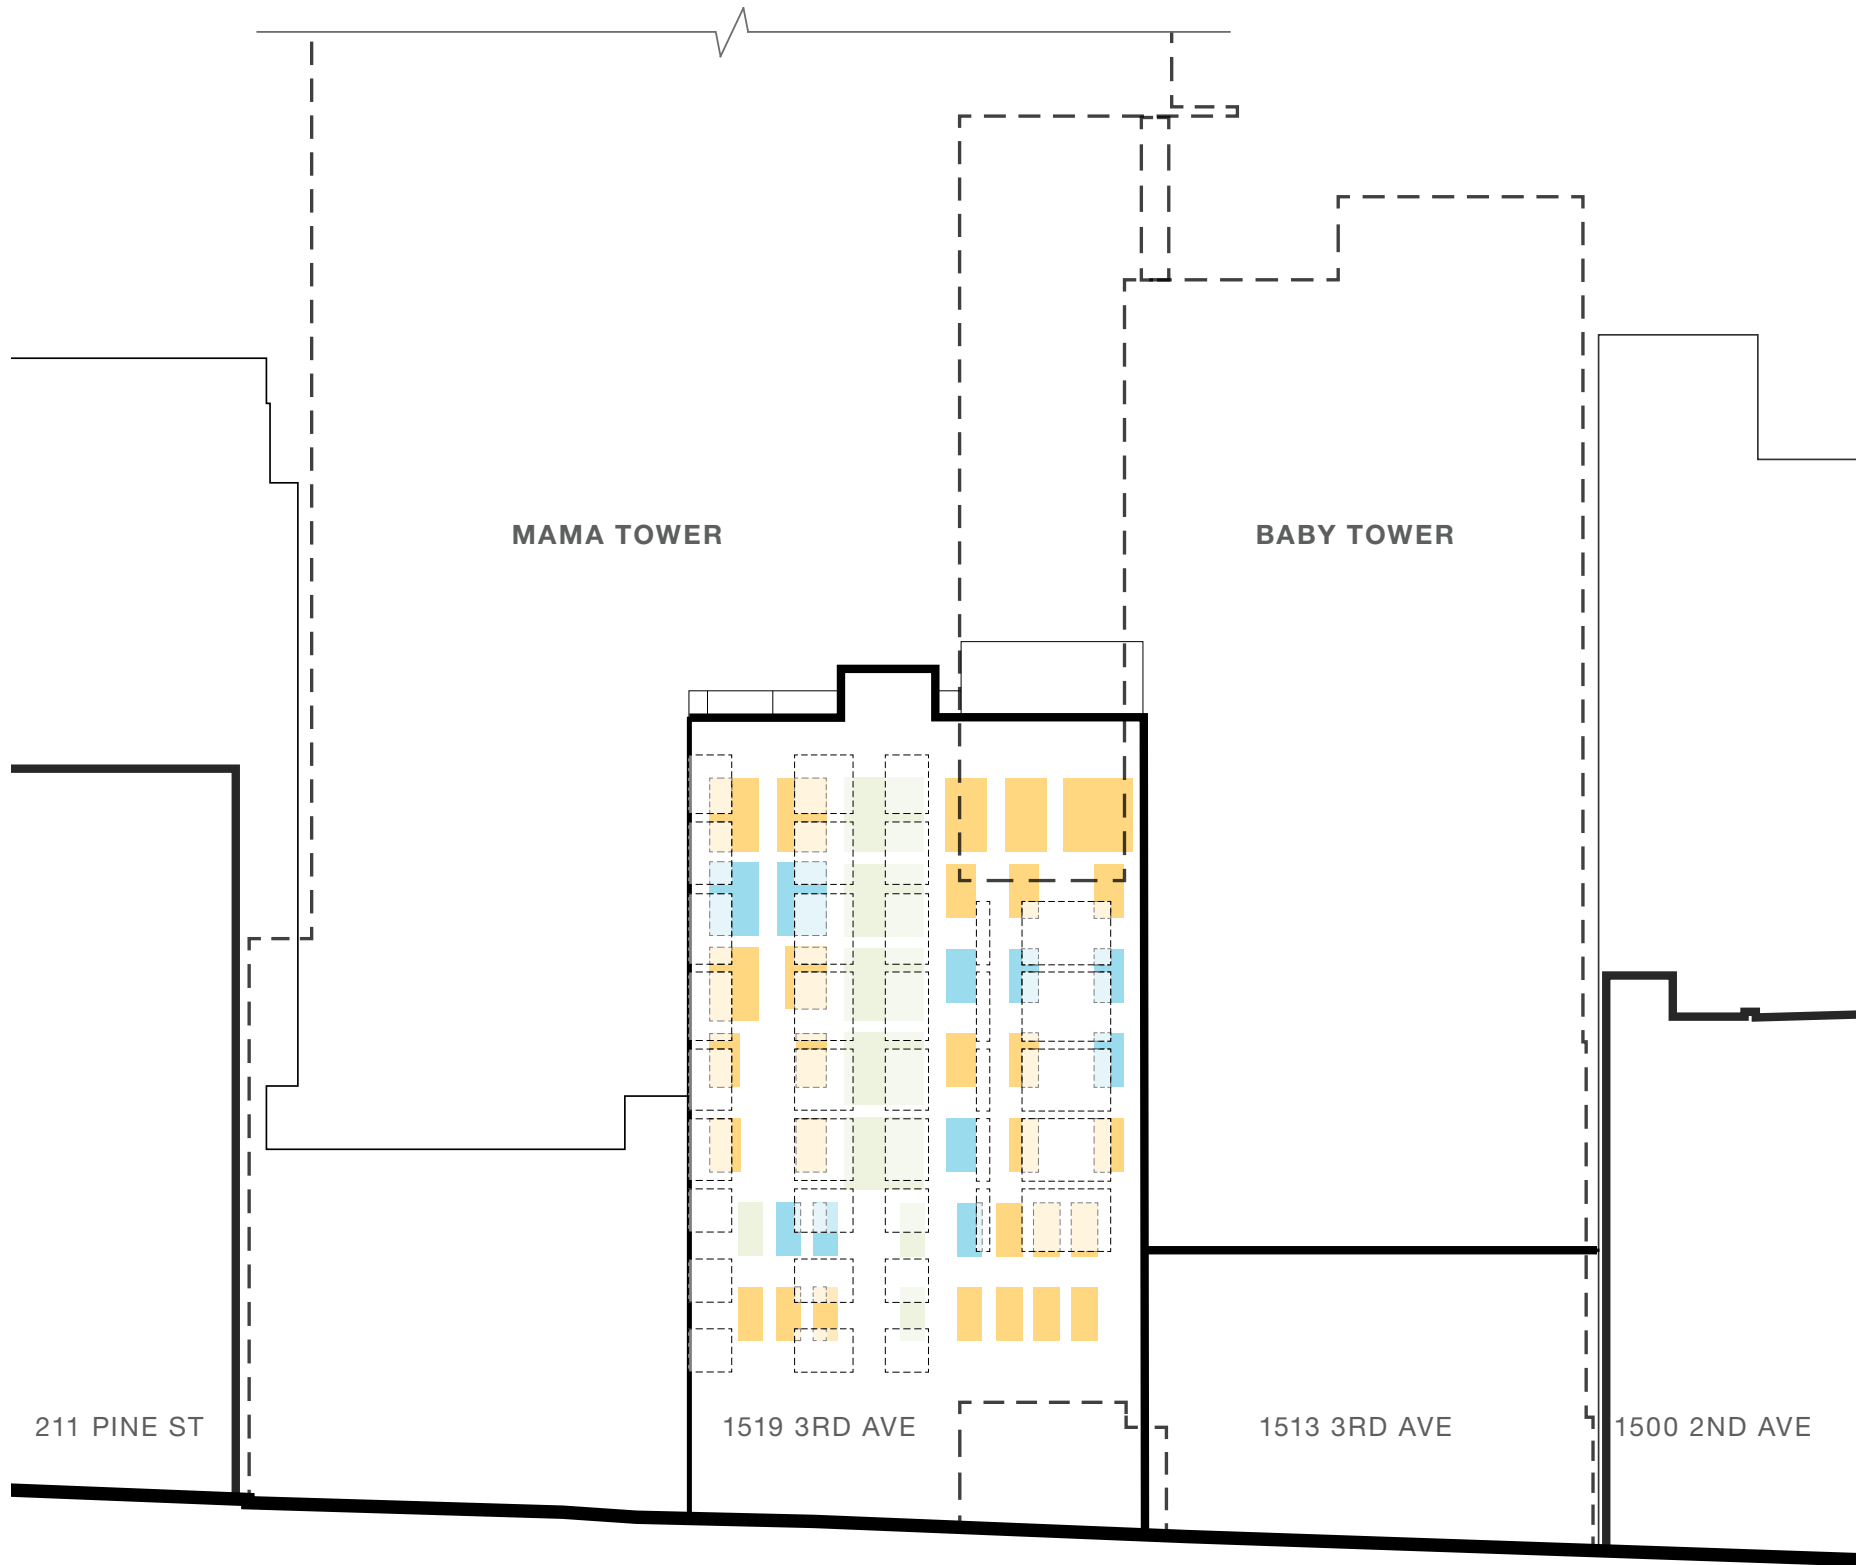 MAMA TOWER
BABY TOWER
211 PINE ST
1519 3RD AVE
1513 3RD AVE
1500 2ND AVE